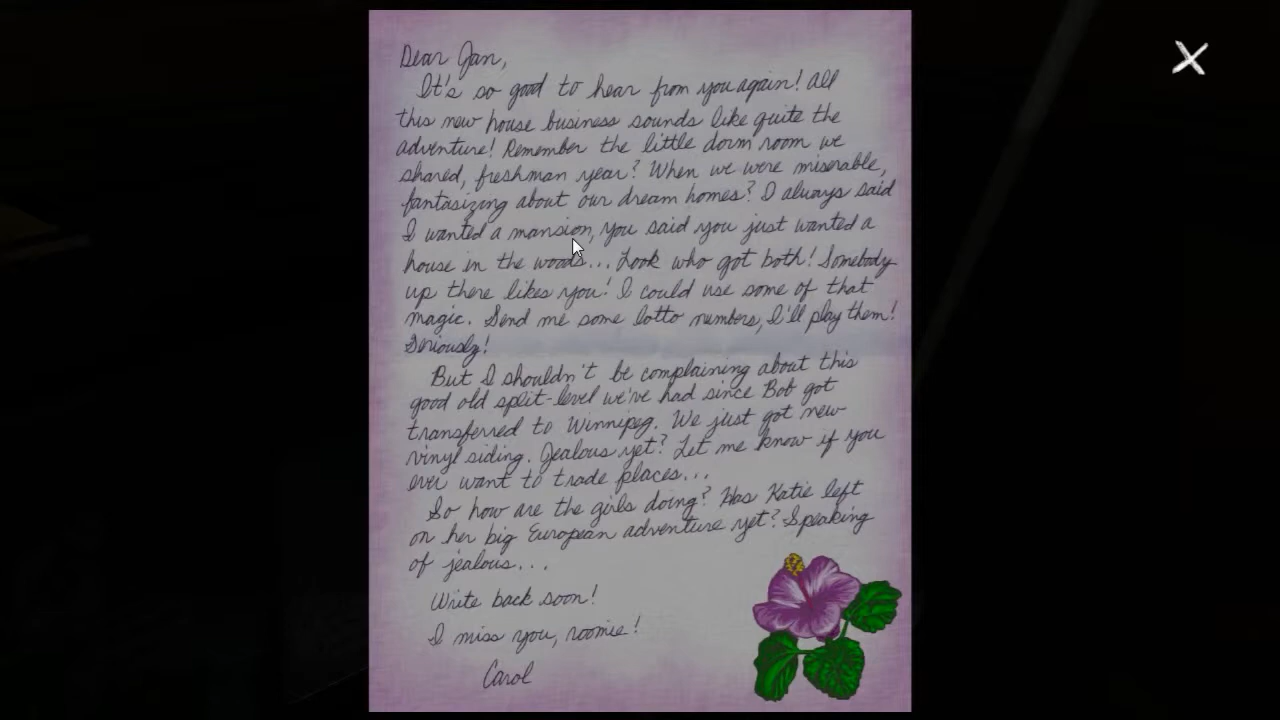 Dear Jan,
It's so good to hear from you again! All
this new house business sounds like quite the
adventure! Remember the little dorm room we
shared, freshman year? When we were miserable,
fantasizing about our dream homes? I always said
I wanted a mansion, you said you just wanted a
house in the woods... Look who got both! Somebody
up there likes you! I could use some of that
magic. Send me some lotto numbers, I'll play them!
Seriously!
But I shouldn't be complaining about this
good old split-level we've had since Bob got
transferred to Winnipeg. We just got new
vinyl siding. Jealous yet? Let me know if you
ever want to trade places...
So how are the girls doing? Has Katie left
on her big European adventure yet? Speaking
of jealous...
Write back soon!
I miss you, roomie!
Carol